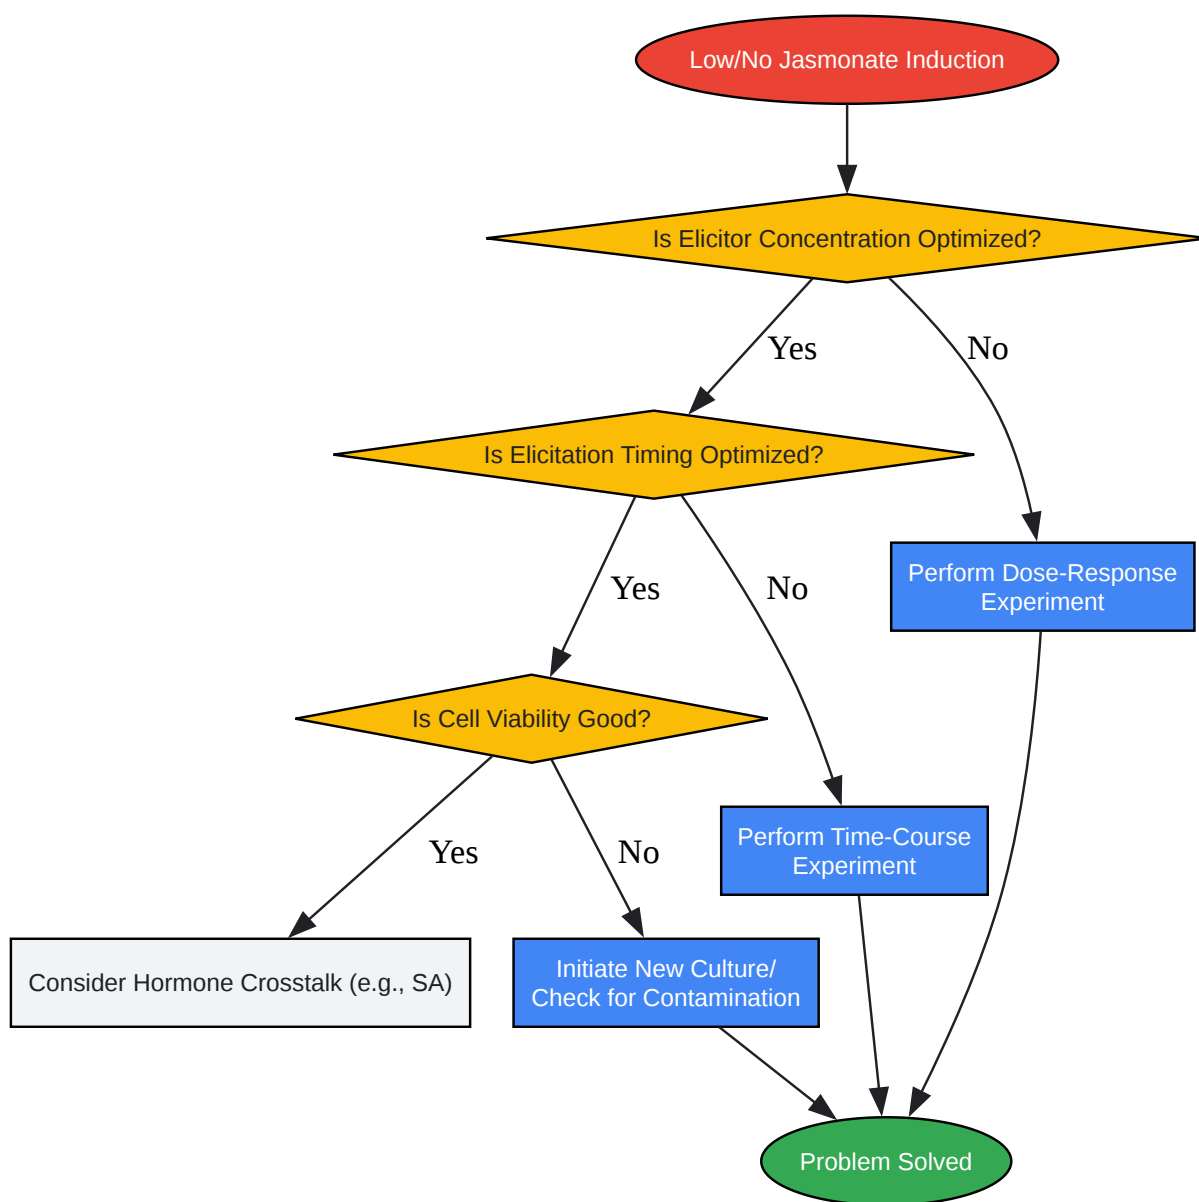 Low/No Jasmonate Induction
Is Elicitor Concentration Optimized?
Yes
No
Is Elicitation Timing Optimized?
Perform Dose-Response
Experiment
Yes
No
Is Cell Viability Good?
Perform Time-Course
Experiment
Yes
No
Consider Hormone Crosstalk (e.g., SA)
Initiate New Culture/
Check for Contamination
Problem Solved